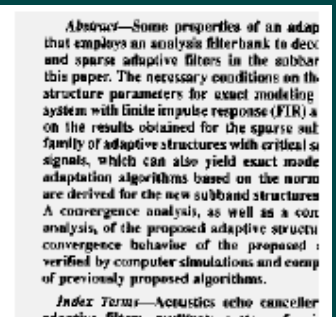 Abstract—Some properties of an adap
that employs an analysis filterbank to deco
and sparse adaptive filters in the subban
this paper. The necessary conditions on th
structure parameters for exact modeling
system with finite impulse response (FIR) a
on the results obtained for the sparse sub
family of adaptive structures with critical sa
signals, which can also yield exact mode
adaptation algorithms based on the norm
are derived for the new subband structures
A convergence analysis, as well as a con
analysis, of the proposed adaptive structu
convergence behavior of the proposed
verified by computer simulations and comp
of previously proposed algorithms.
Index Terms—Acoustics echo canceller
adaptive filters